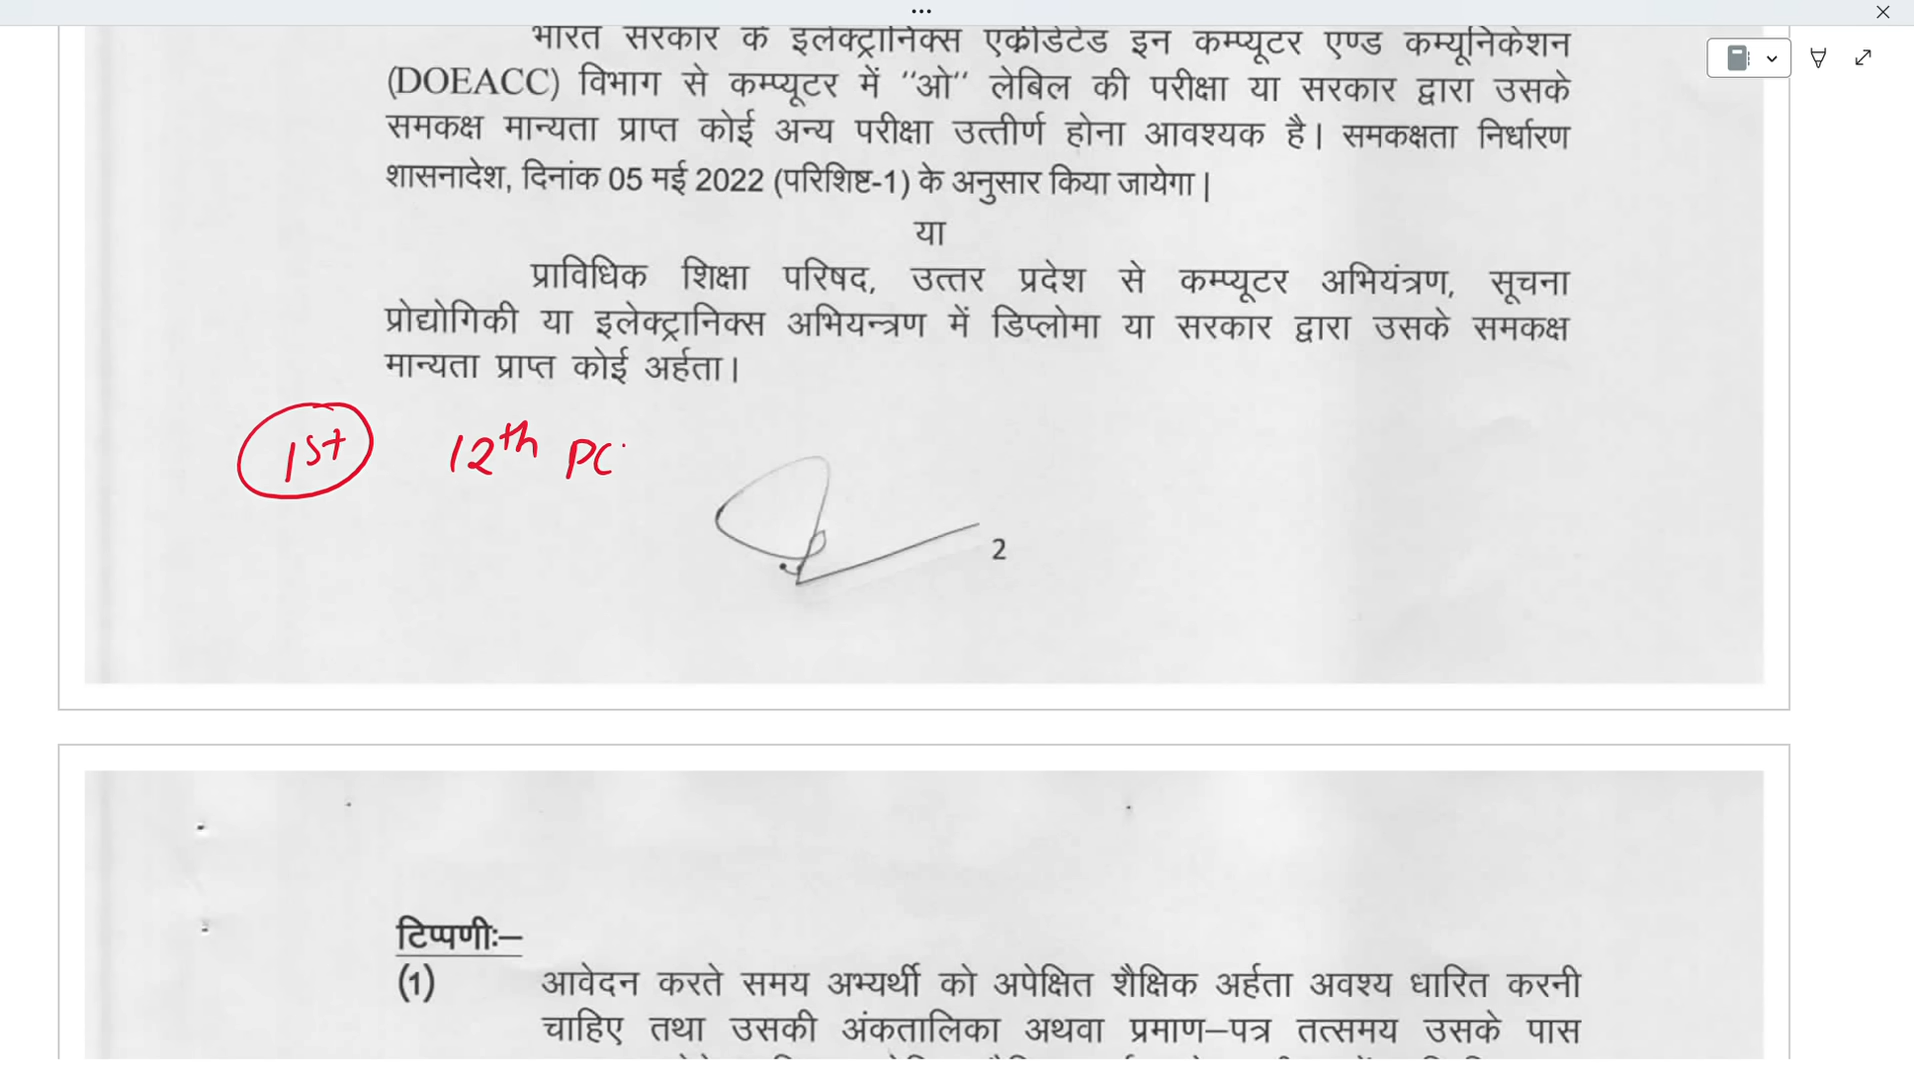 भारत सरकार के इलेक्ट्रानिक्स एक्रीडेटेड इन कम्प्यूटर एण्ड कम्यूनिकेशन
(DOEACC) विभाग से कम्प्यूटर में ''ओ'' लेबिल की परीक्षा या सरकार द्वारा उसके
समकक्ष मान्यता प्राप्त कोई अन्य परीक्षा उत्तीर्ण होना आवश्यक है। समकक्षता निर्धारण
शासनादेश, दिनांक 05 मई 2022 (परिशिष्ट-1) के अनुसार किया जायेगा।
या
प्राविधिक शिक्षा परिषद, उत्तर प्रदेश से कम्प्यूटर अभियंत्रण, सूचना
प्रोद्योगिकी या इलेक्ट्रानिक्स अभियन्त्रण में डिप्लोमा या सरकार द्वारा उसके समकक्ष
मान्यता प्राप्त कोई अर्हता।
1st 12th PC
2
टिप्पणीः–
(1) आवेदन करते समय अभ्यर्थी को अपेक्षित शैक्षिक अर्हता अवश्य धारित करनी
चाहिए तथा उसकी अंकतालिका अथवा प्रमाण–पत्र तत्समय उसके पास